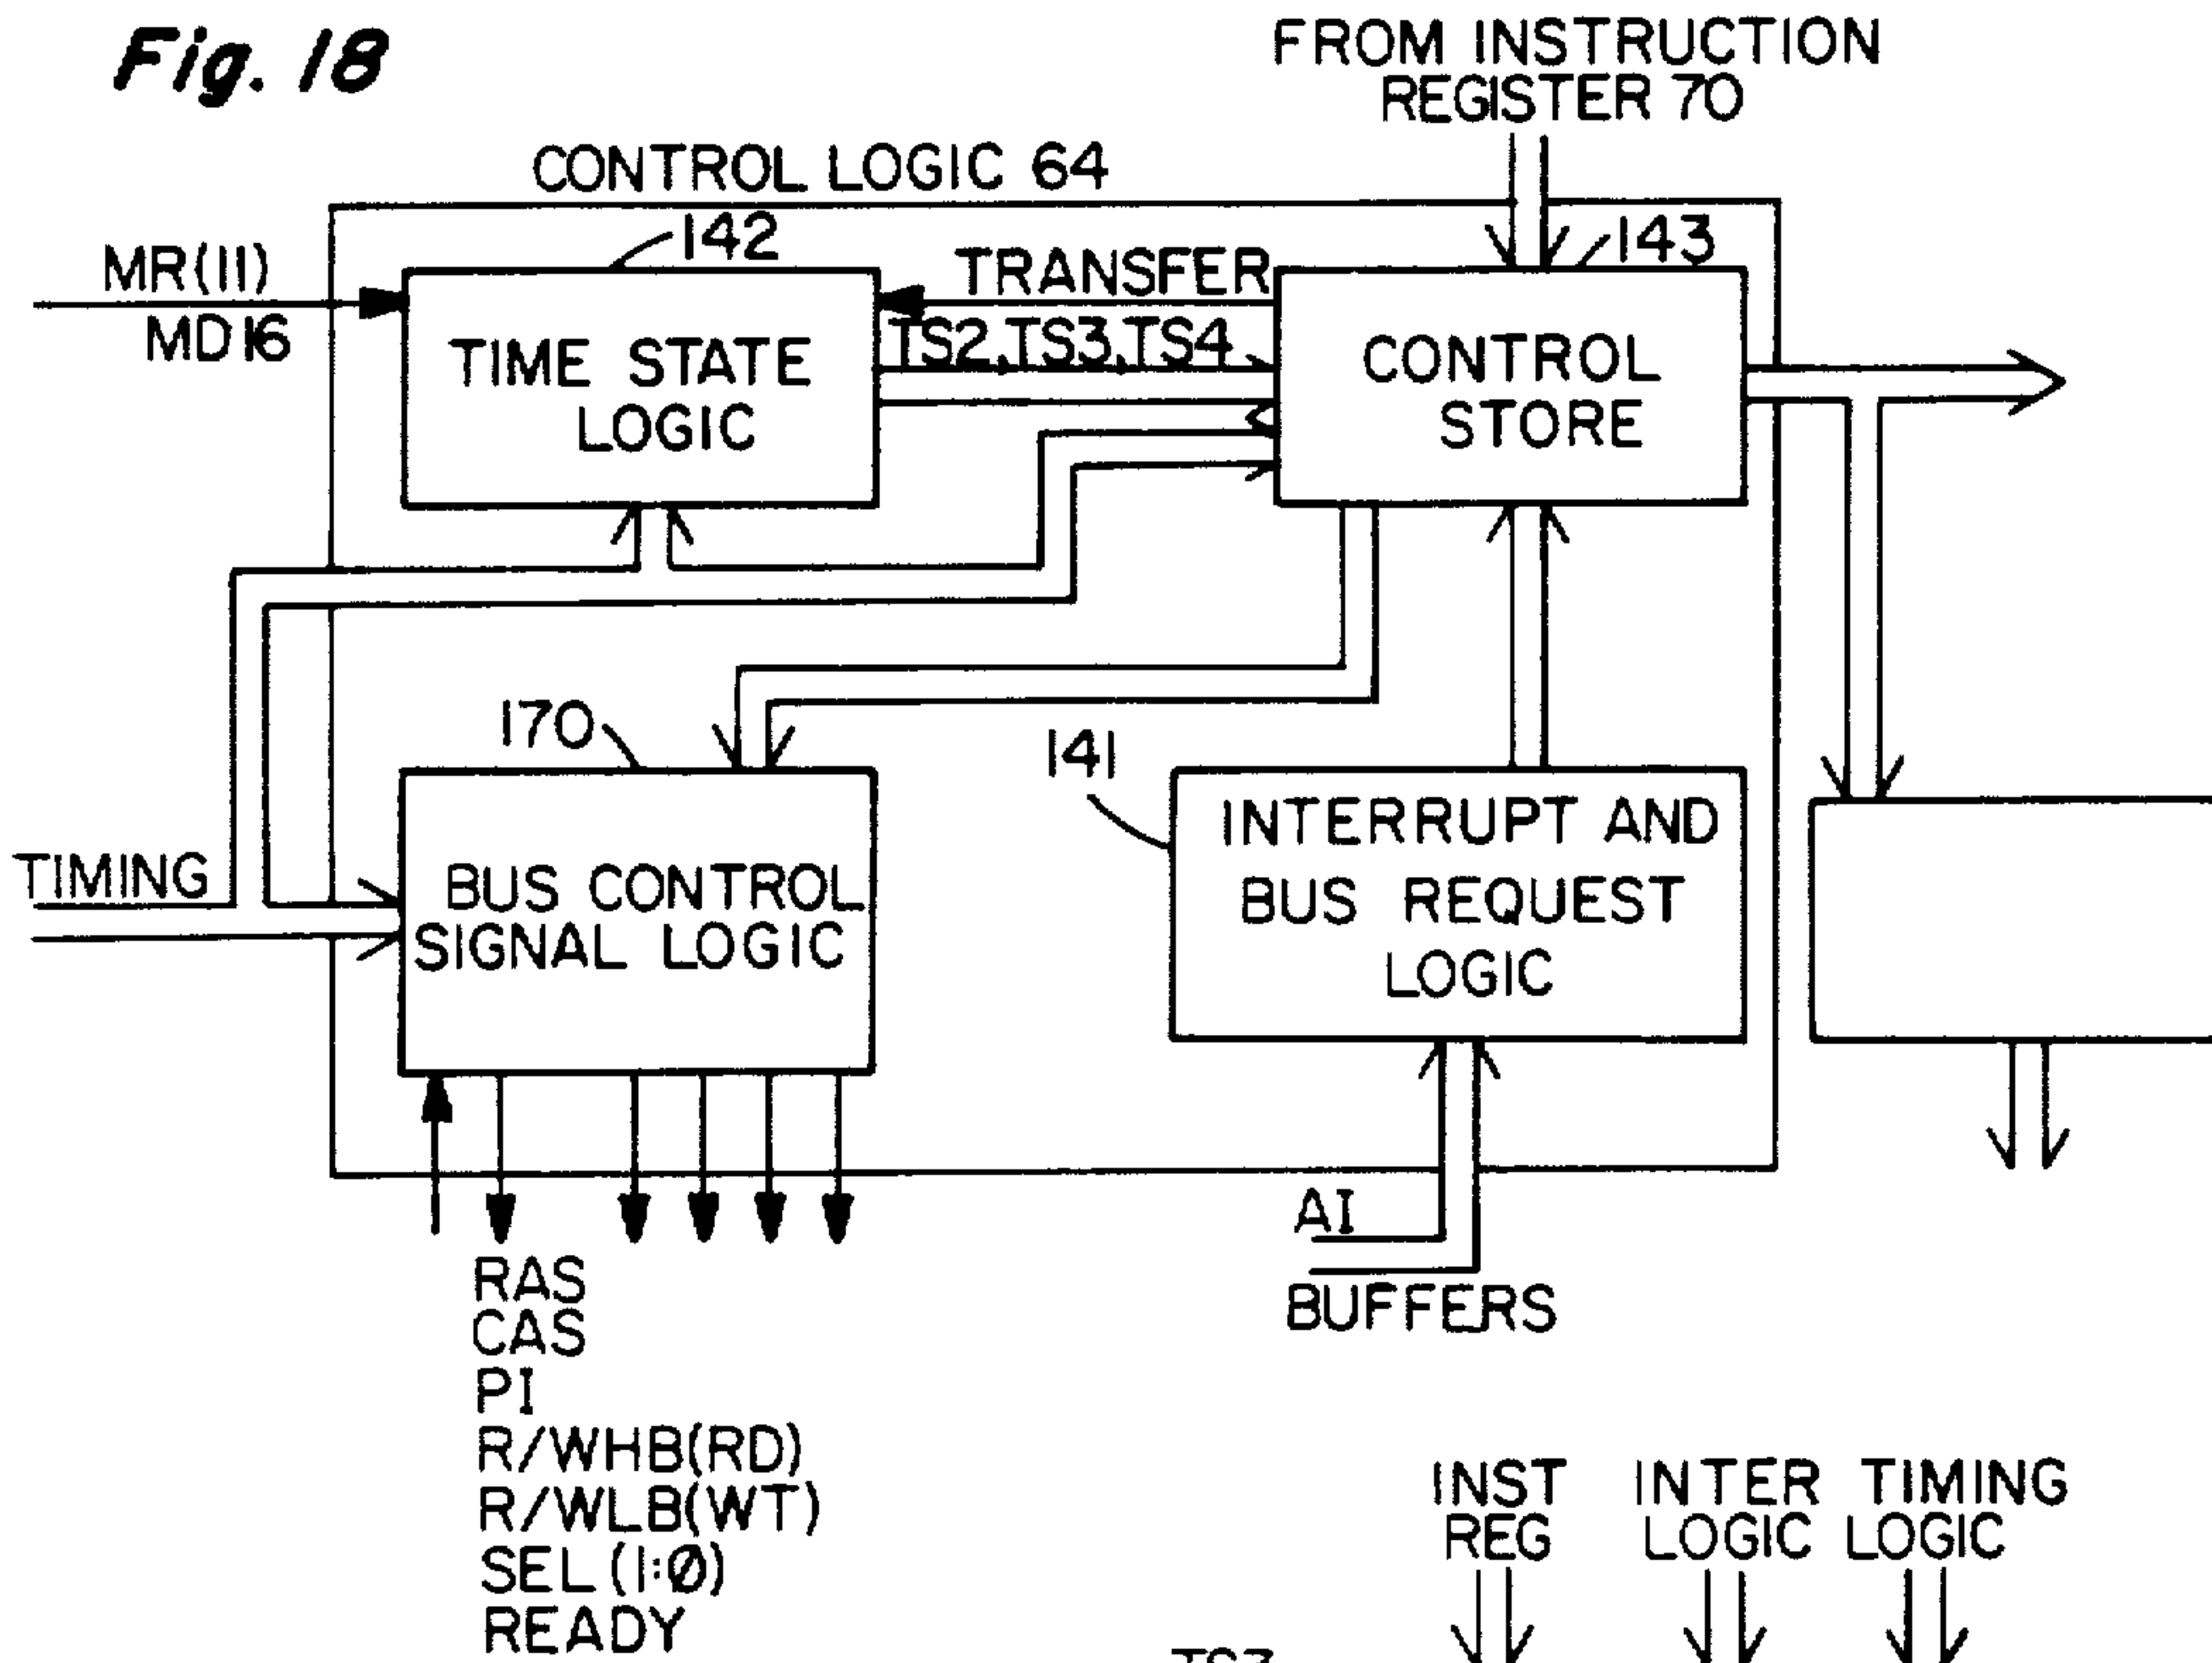 Fig. 18
FROM INSTRUCTION
REGISTER 70
CONTROL LOGIC 64
142
143
MR(11)
MD16
TRANSFER
TS2,TS3,TS4
TIME STATE
LOGIC
CONTROL
STORE
170
141
TIMING
BUS CONTROL
SIGNAL LOGIC
INTERRUPT AND
BUS REQUEST
LOGIC
AI
BUFFERS
RAS
CAS
PI
R/WHB(RD)
R/WLB(WT)
SEL(1:0)
READY
INST
REG
INTER
LOGIC
TIMING
LOGIC